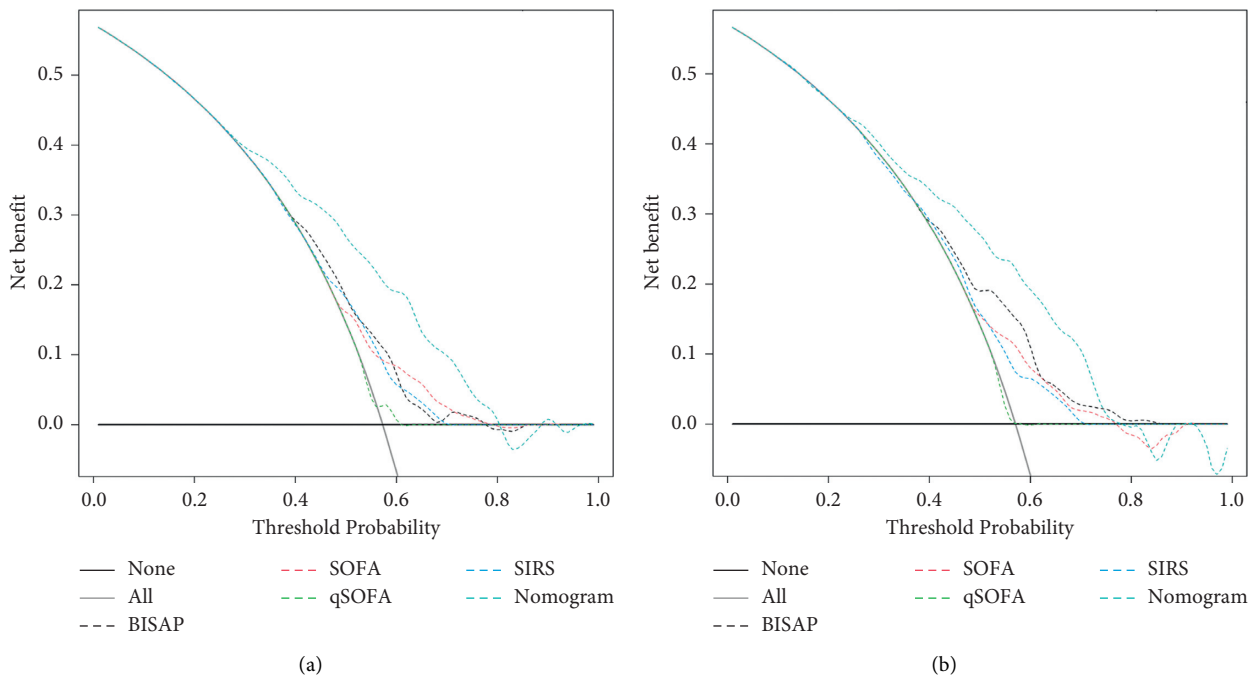 0.5
0.4
0.3
0.2
0.1
0.0
Net benefit
0.0 0.2 0.4 0.6 0.8 1.0
Threshold Probability
None
All
BISAP
SOFA
qSOFA
SIRS
Nomogram
(a)
0.5
0.4
0.3
0.2
0.1
0.0
Net benefit
0.0 0.2 0.4 0.6 0.8 1.0
Threshold Probability
None
All
BISAP
SOFA
qSOFA
SIRS
Nomogram
(b)